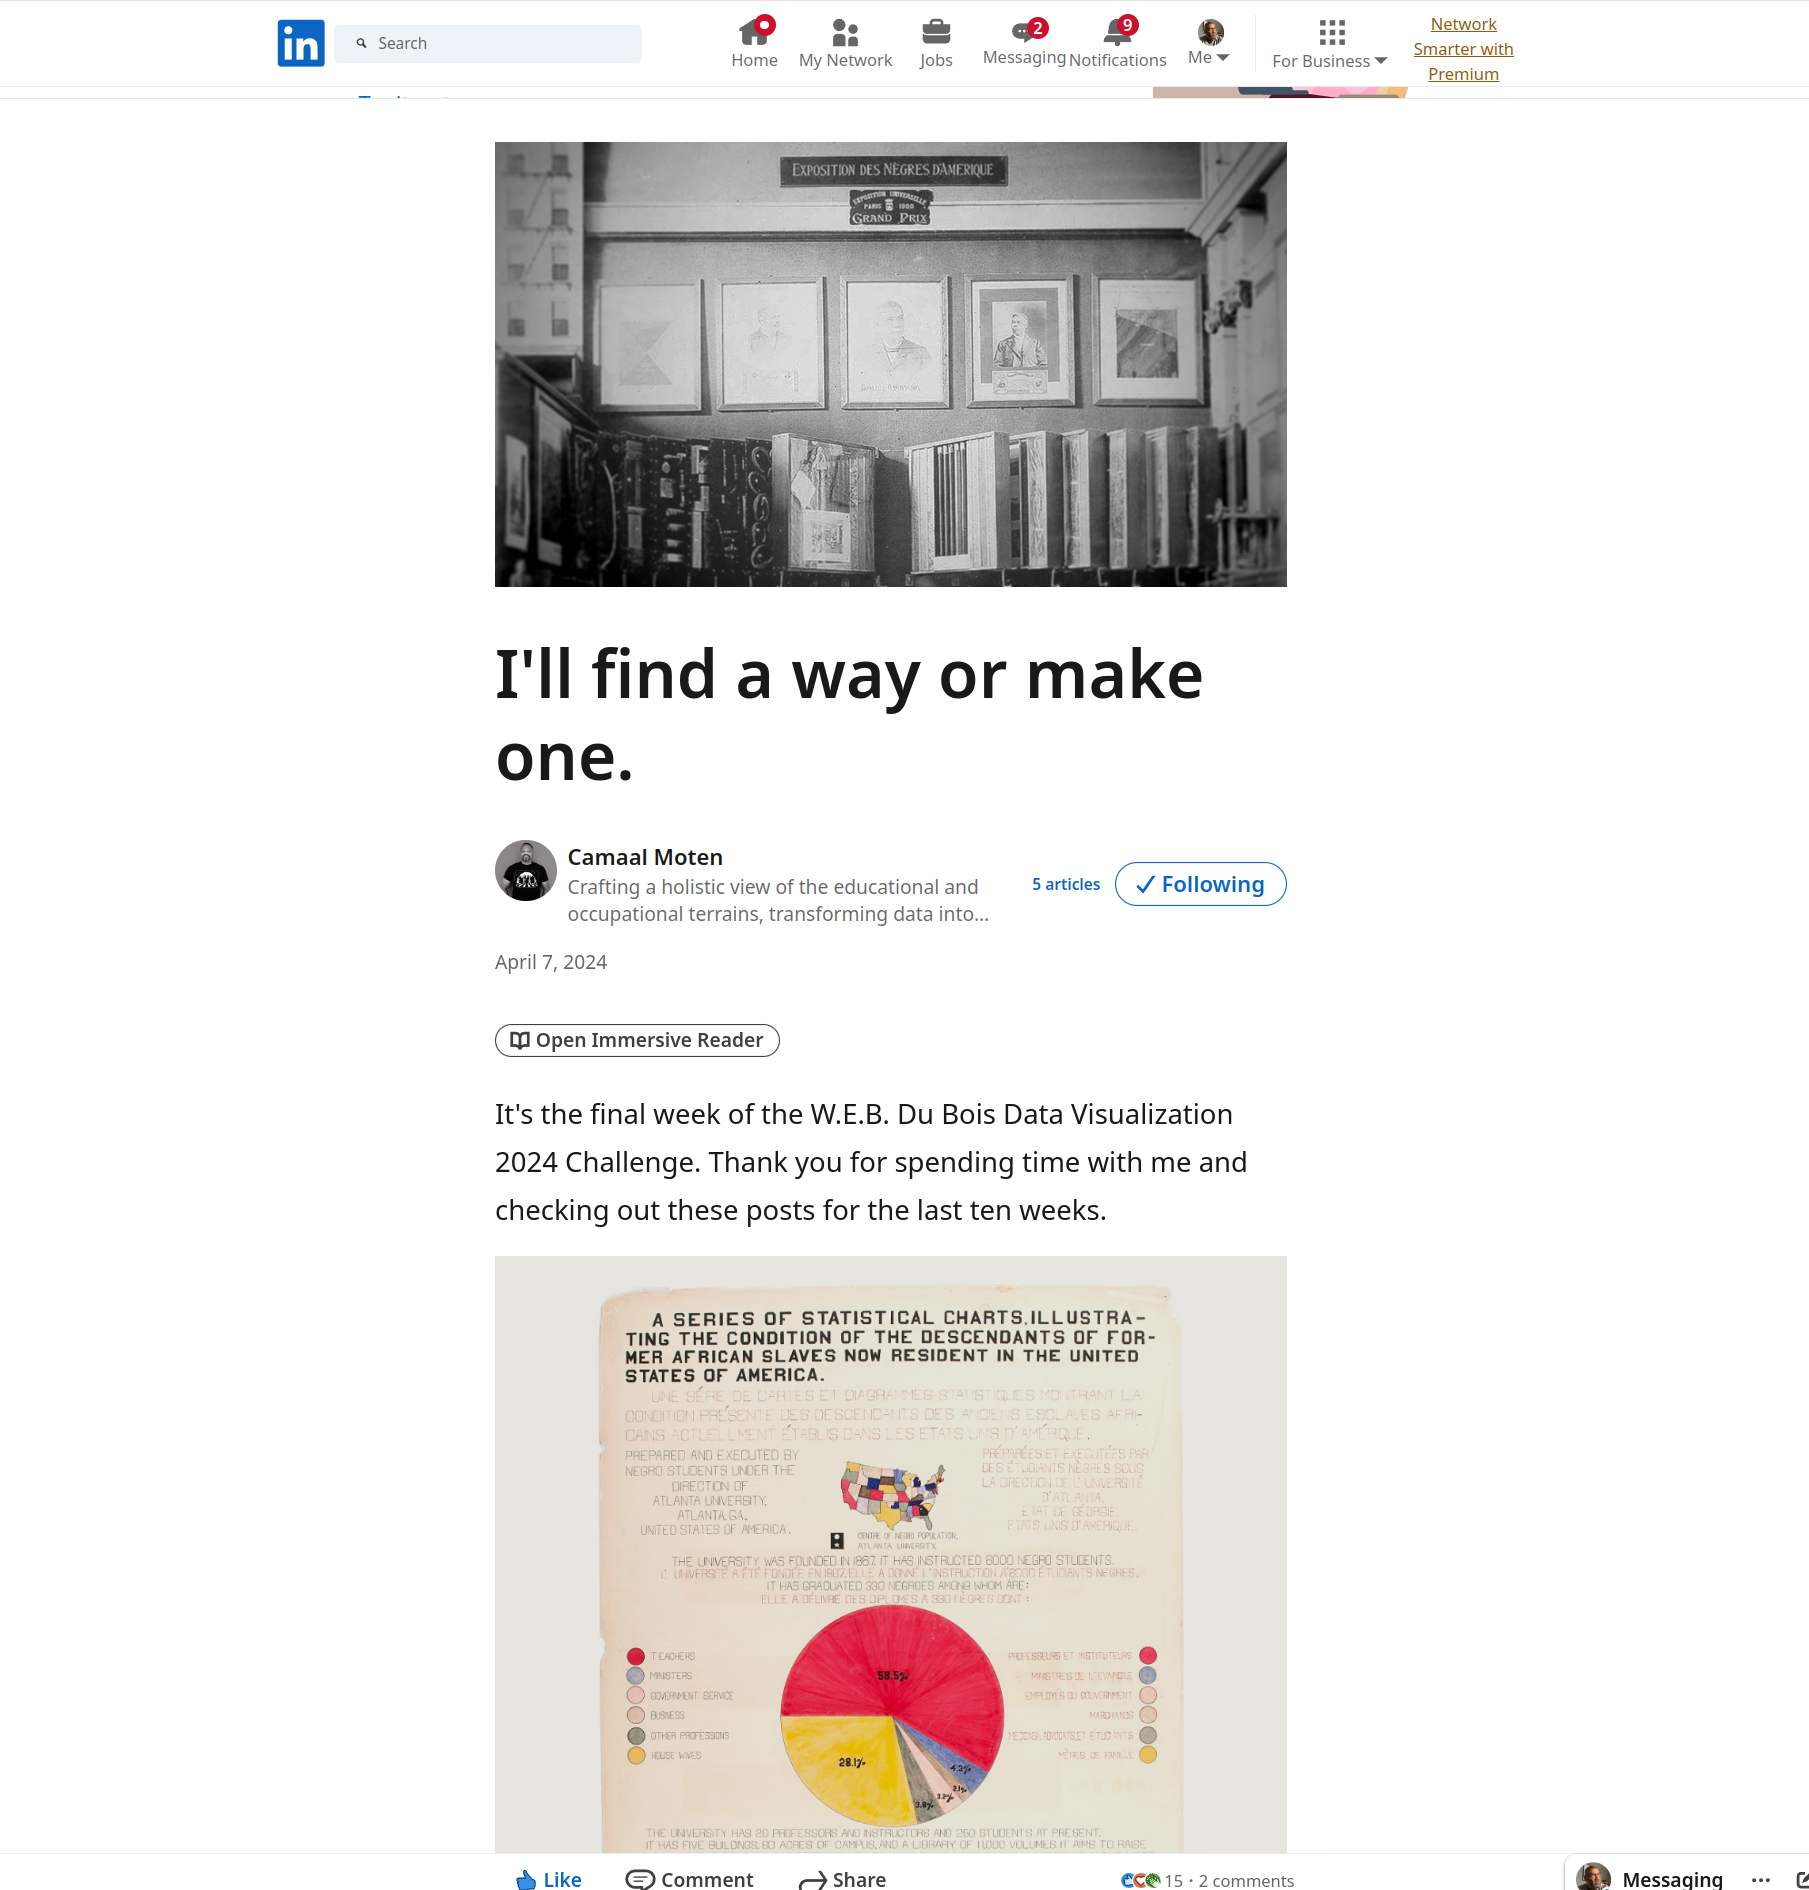 in
Search
Home
My Network
Jobs
2
Messaging
9
Notifications
Me
For Business
Network
Smarter with
Premium
EXPOSITION DES NÈGRES D'AMERIQUE
EXPOSITION UNIVERSELLE
PARIS 1900
GRAND PRIX
I'll find a way or make
one.
Camaal Moten
Crafting a holistic view of the educational and
occupational terrains, transforming data into...
5 articles
Following
April 7, 2024
Open Immersive Reader
It's the final week of the W.E.B. Du Bois Data Visualization
2024 Challenge. Thank you for spending time with me and
checking out these posts for the last ten weeks.
A SERIES OF STATISTICAL CHARTS, ILLUSTRA-
TING THE CONDITION OF THE DESCENDANTS OF FOR-
MER AFRICAN SLAVES NOW RESIDENT IN THE UNITED
STATES OF AMERICA.
UNE SÉRIE DE CARTES ET DIAGRAMMES STATISTIQUES MONTRANT LA
CONDITION PRÉSENTE DES DESCENDANTS DES ANCIENS ESCLAVES AFRI-
CAINS ACTUELLMENT ÉTABLIS DANS LES ETATS UNIS D'AMÉRIQUE.
PREPARED AND EXECUTED BY
NEGRO STUDENTS UNDER THE
DIRECTION OF
ATLANTA UNIVERSITY.
ATLANTA, GA.
UNITED STATES OF AMERICA.
PRÉPARÉES ET EXECUTÉES PAR
DES ÉTUDIANTS NÈGRES SOUS
LA DIRECTION DE L'UNIVERSITÉ
D'ATLANTA.
ETAT DE GÉORGIE.
ETATS UNIS D'AMÉRIQUE.
CENTRE OF NEGRO POPULATION.
ATLANTA UNIVERSITY.
THE UNIVERSITY WAS FOUNDED IN 1867. IT HAS INSTRUCTED 6000 NEGRO STUDENTS.
L'UNIVERSITÉ A ÉTÉ FONDÉE EN 1867. ELLE A DONNÉ L'INSTRUCTION A 6000 ÉTUDIANTS NÈGRES.
IT HAS GRADUATED 330 NEGROES AMONG WHOM ARE:
ELLE A DÉLIVRÉ DES DIPLOMES A 330 NÈGRES DONT:
TEACHERS
MINISTERS
GOVERNMENT SERVICE
BUSINESS
OTHER PROFESSIONS
HOUSE WIVES
58.5%
28.1%
4.3%
2.1%
3.2%
3.8%
PROFESSEURS ET INSTITUTEURS
MINISTRES DE L'EVANGILE
EMPLOYÉS DU GOUVERNMENT
MARCHANDS
MEDCINS, ADVOCATS, ET ÉTUDIANTS
MÈRES DE FAMILLE
THE UNIVERSITY HAS 20 PROFESSORS AND INSTRUCTORS AND 250 STUDENTS AT PRESENT.
IT HAS FIVE BUILDINGS, 60 ACRES OF CAMPUS, AND A LIBRARY OF 11,000 VOLUMES. IT AIMS TO RAISE
Like
Comment
Share
15 · 2 comments
Messaging